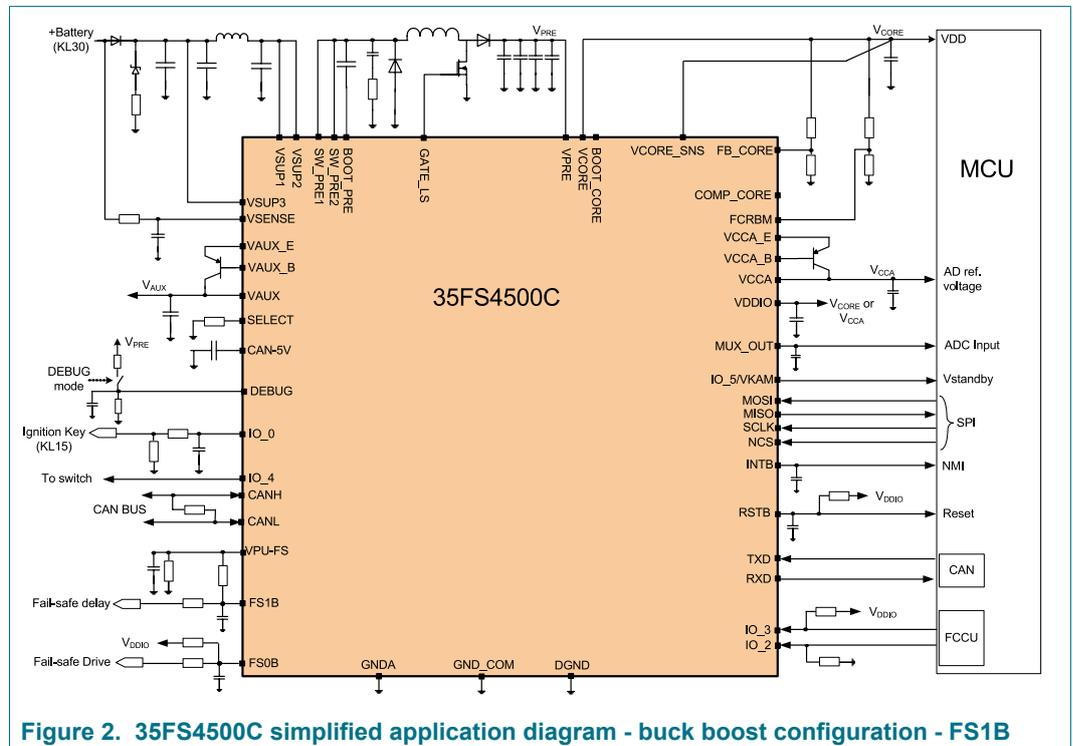 +Battery
(KL30)
VPRE
VCORE
VDD
VSUP1
VSUP2
SW_PRE1
SW_PRE2
BOOT_PRE
GATE_LS
VPRE
VCORE
BOOT_CORE
VCORE_SNS
FB_CORE
MCU
VSUP3
VSENSE
VAUX_E
VAUX_B
VAUX
VAUX
SELECT
CAN-5V
VPRE
DEBUG
mode
DEBUG
Ignition Key
(KL15)
IO_0
To switch
IO_4
CANH
CAN BUS
CANL
VPU-FS
Fail-safe delay
FS1B
VDDIO
Fail-safe Drive
FS0B
35FS4500C
GNDA
GND_COM
DGND
COMP_CORE
FCRBM
VCCA_E
VCCA_B
VCCA
VCCA
AD ref.
voltage
VDDIO
VCORE or
VCCA
MUX_OUT
ADC Input
IO_5/VKAM
Vstandby
MOSI
MISO
SCLK
NCS
SPI
INTB
NMI
VDDIO
RSTB
Reset
TXD
RXD
CAN
VDDIO
IO_3
IO_2
FCCU
Figure 2. 35FS4500C simplified application diagram - buck boost configuration - FS1B